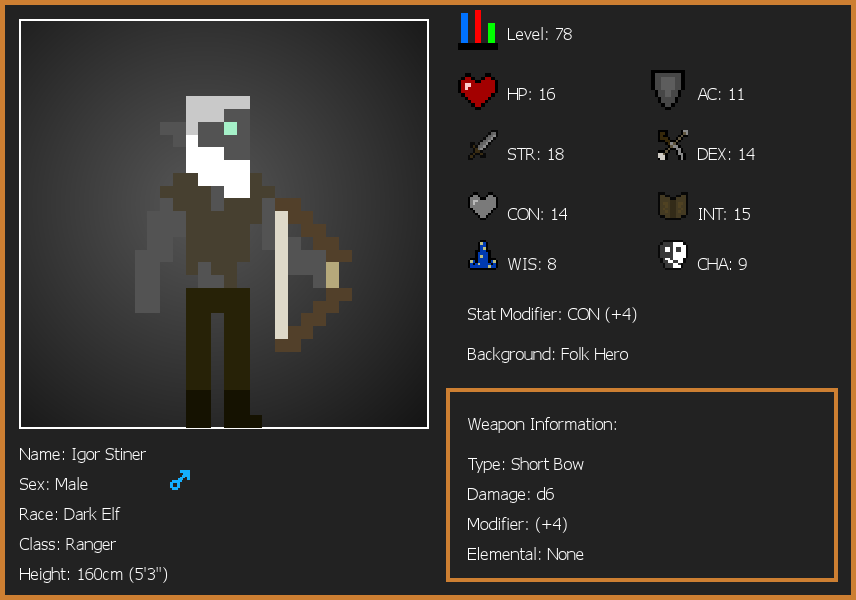 Level: 78
HP: 16
AC: 11
STR: 18
DEX: 14
CON: 14
INT: 15
WIS: 8
CHA: 9
Stat Modifier: CON (+4)
Background: Folk Hero
Weapon Information:
Type: Short Bow
Damage: d6
Modifier: (+4)
Elemental: None
Name: Igor Stiner
Sex: Male
Race: Dark Elf
Class: Ranger
Height: 160cm (5'3")